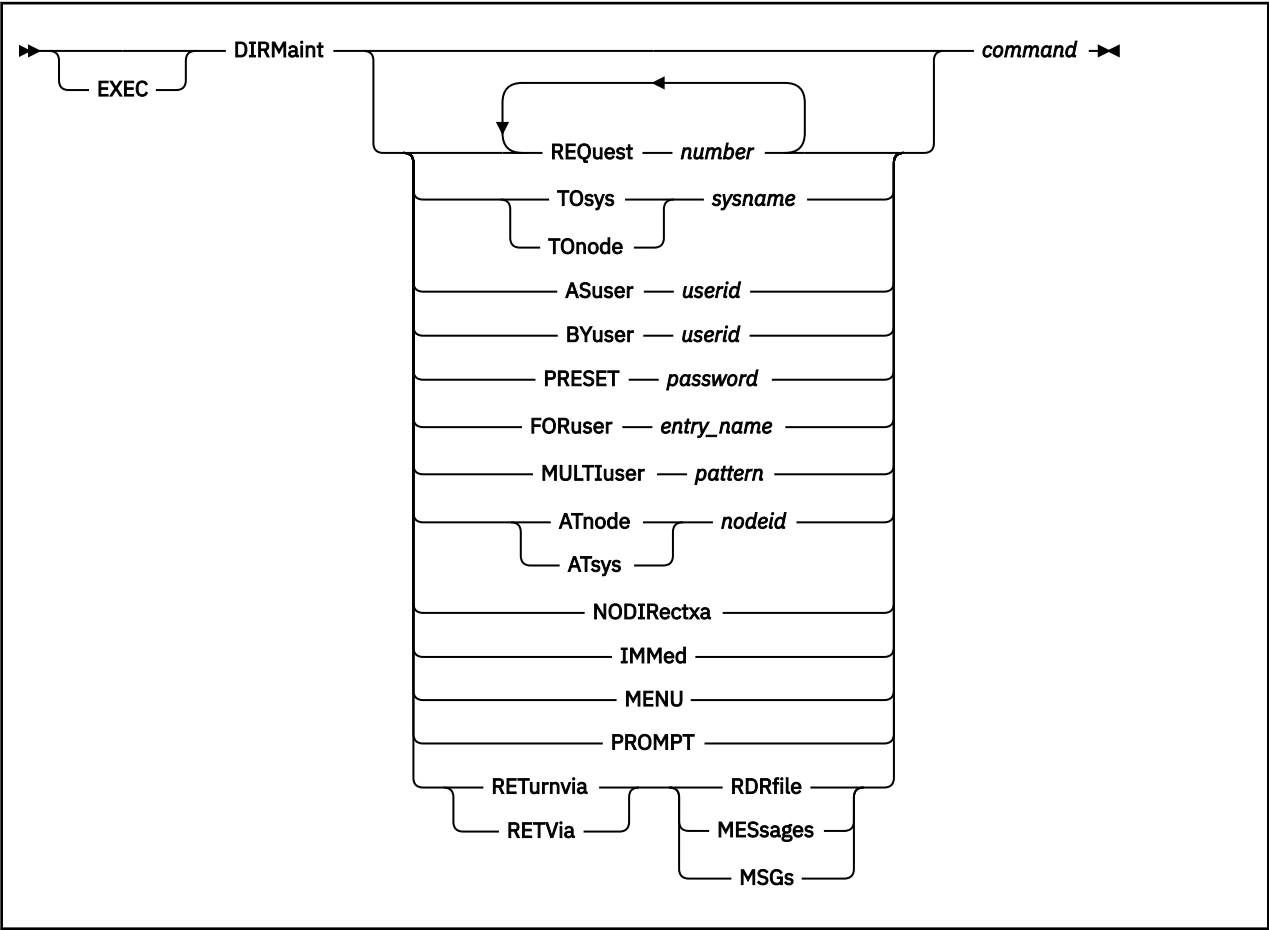 DIRMaint command
EXEC
REQuest number
TOsys sysname
TOnode
ASuser userid
BYuser userid
PRESET password
FORuser entry_name
MULTIuser pattern
ATnode nodeid
ATsys
NODIRectxa
IMMed
MENU
PROMPT
RETurnvia RDRfile
RETVia MESsages
MSGs